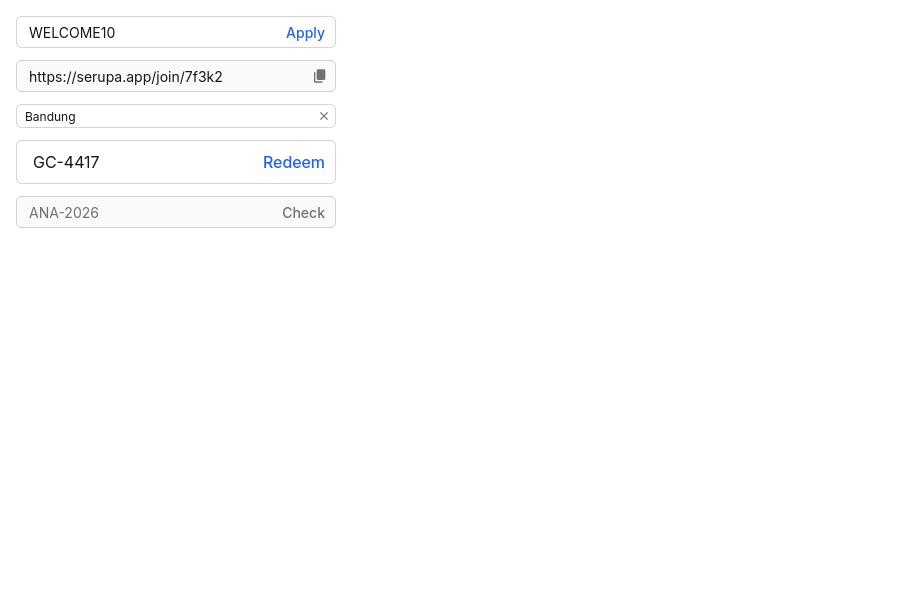 WELCOME10 Apply
https://serupa.app/join/7f3k2
Bandung
GC-4417 Redeem
ANA-2026 Check